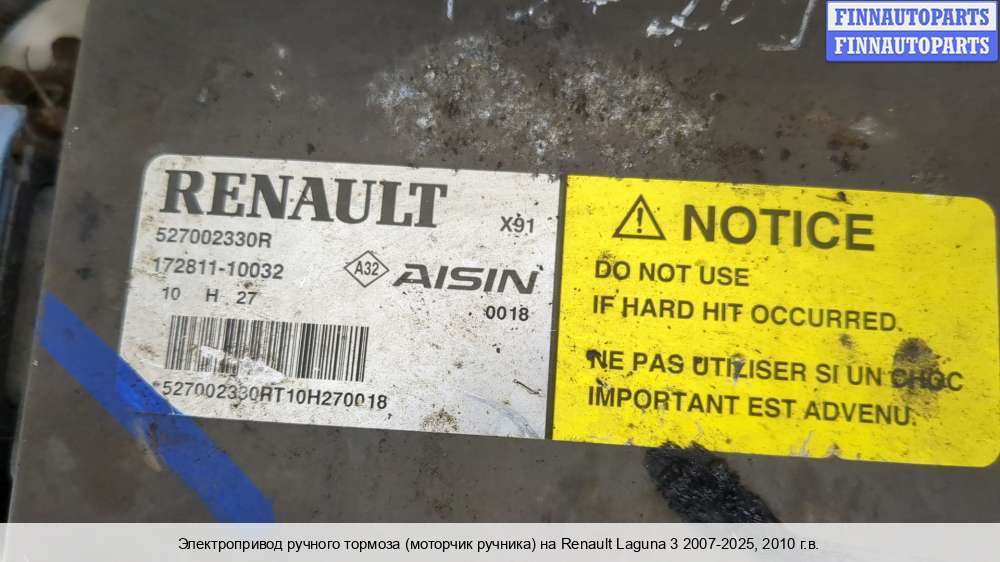 FINNAUTOPARTS
FINNAUTOPARTS
RENAULT
X91
527002330R
172811-10032
A32
AISIN
10 H 27
0018
*527002330RT10H270018
NOTICE
DO NOT USE
IF HARD HIT OCCURRED.
NE PAS UTILISER SI UN CHOC
IMPORTANT EST ADVENU.
Электропривод ручного тормоза (моторчик ручника) на Renault Laguna 3 2007-2025, 2010 г.в.